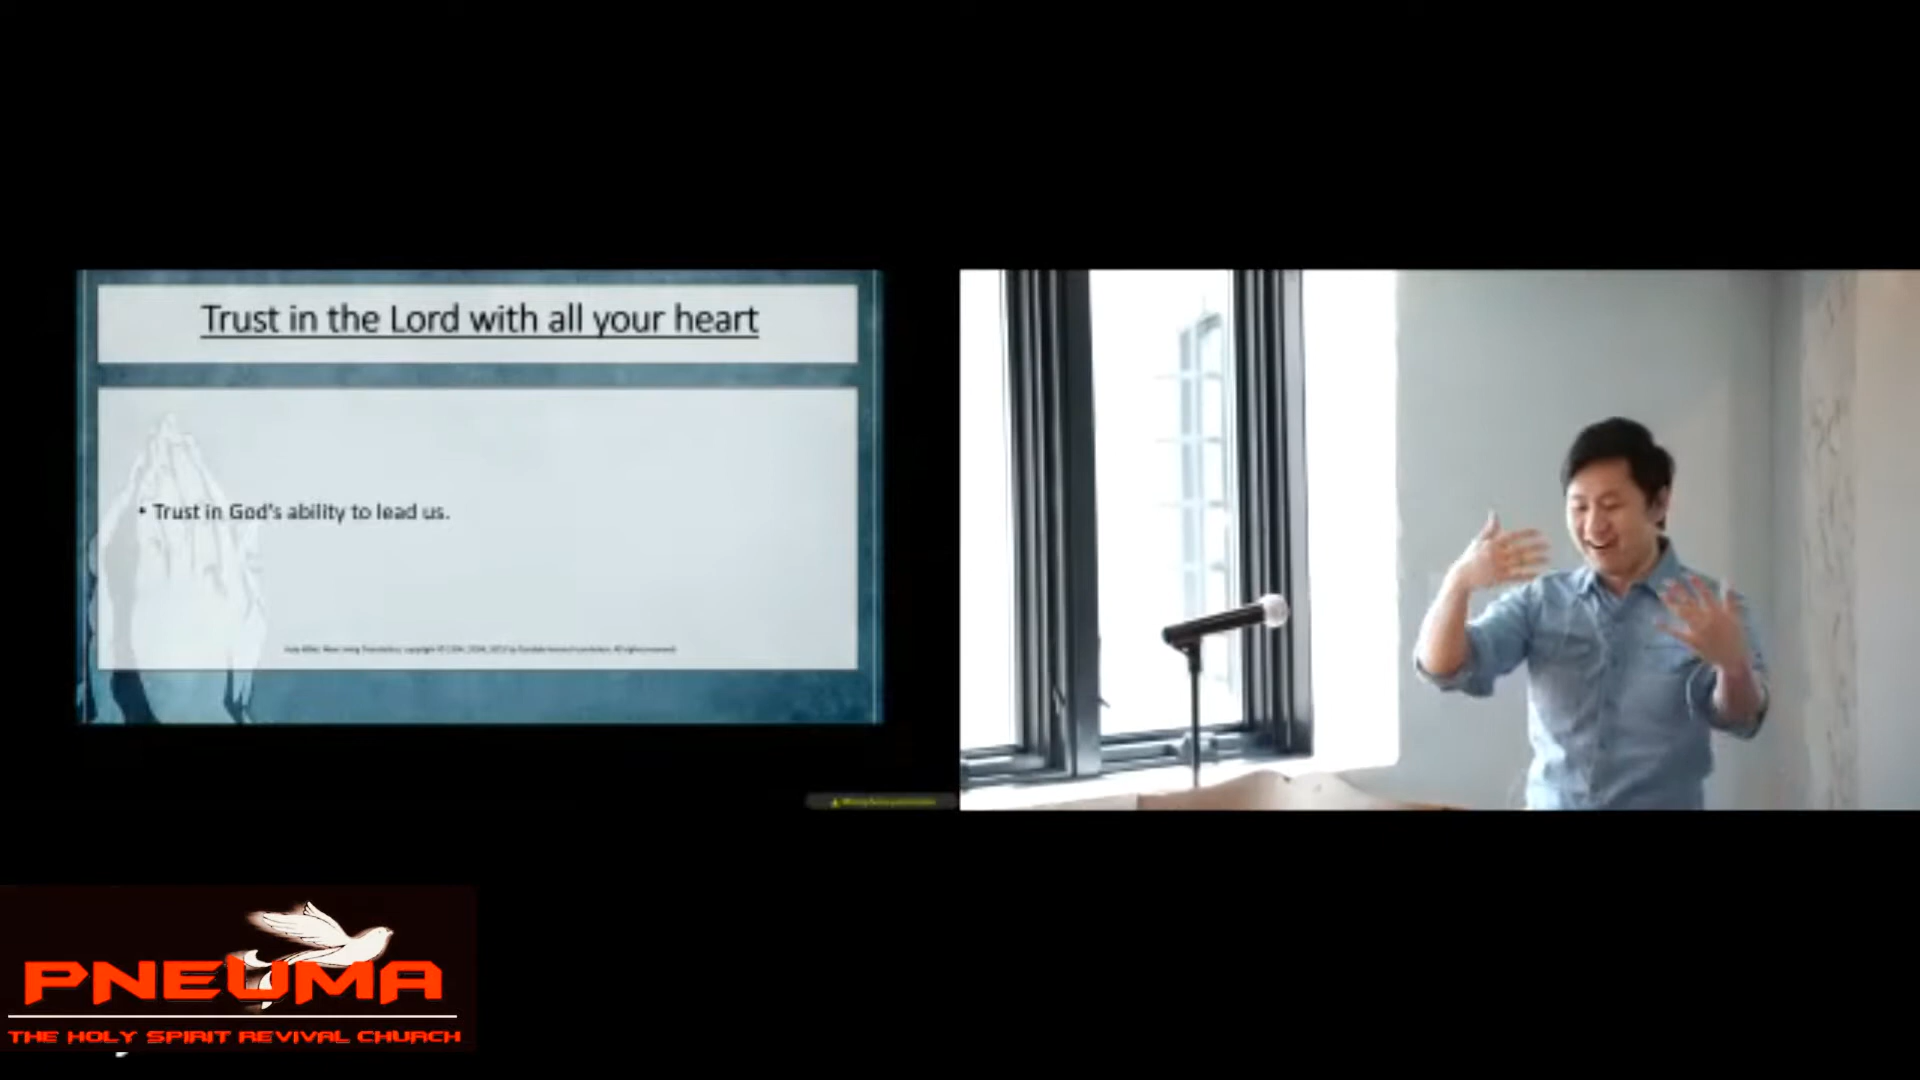 Trust in the Lord with all your heart
• Trust in God's ability to lead us.
PNEUMA
THE HOLY SPIRIT REVIVAL CHURCH